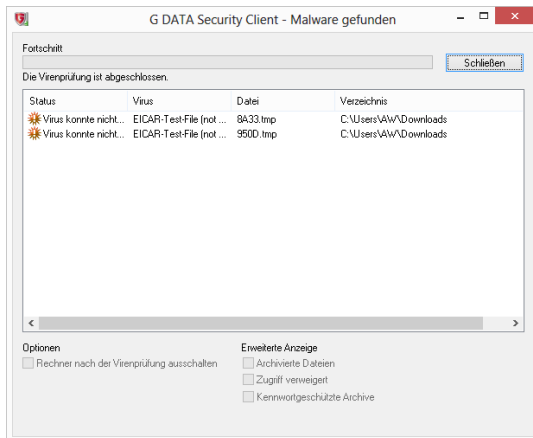 G DATA Security Client - Malware gefunden
Fortschritt
Schließen
Die Virenprüfung ist abgeschlossen.
Status Virus Datei Verzeichnis
Virus konnte nicht... EICAR-Test-File (not ... 8A33.tmp C:\Users\AW\Downloads
Virus konnte nicht... EICAR-Test-File (not ... 950D.tmp C:\Users\AW\Downloads
Optionen Erweiterte Anzeige
Rechner nach der Virenprüfung ausschalten Archivierte Dateien
Zugriff verweigert
Kennwortgeschützte Archive